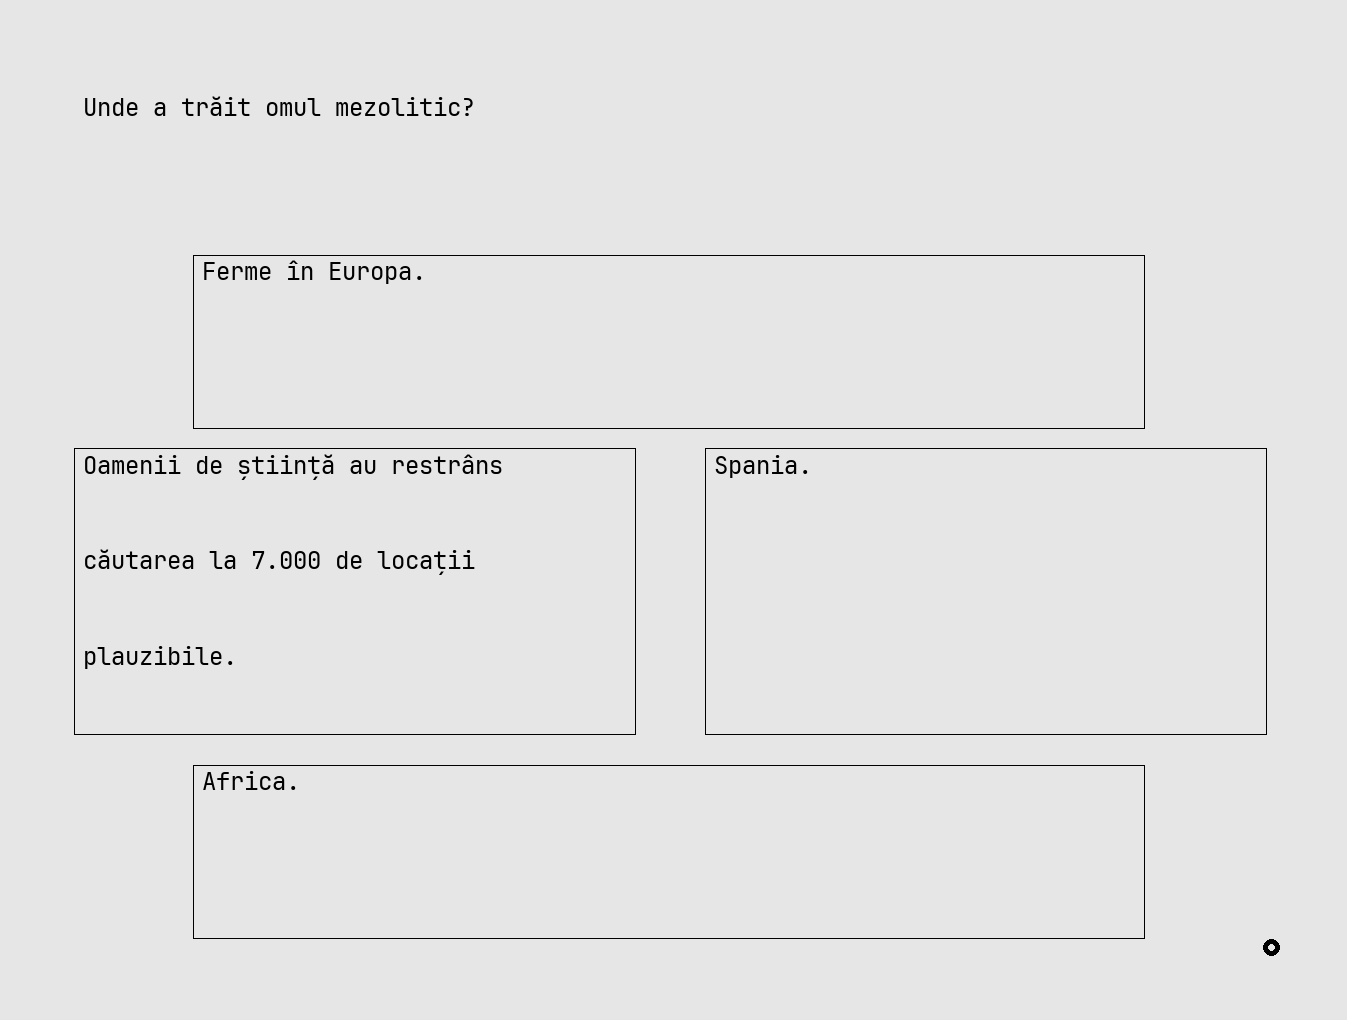 Unde a trăit omul mezolitic?
Ferme în Europa.
Oamenii de știință au restrâns
căutarea la 7.000 de locații
plauzibile.
Spania.
Africa.